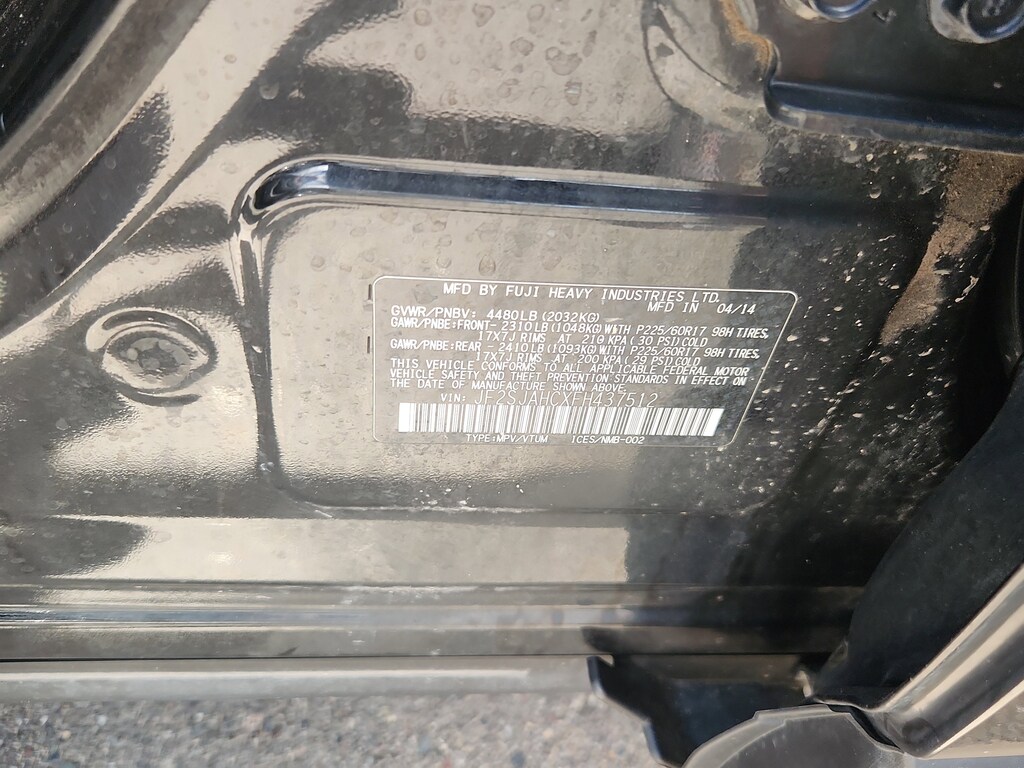 MFD BY FUJI HEAVY INDUSTRIES LTD.
MFD IN 04/14
GVWR/PNBV: 4480LB(2032KG)
GAWR/PNBE:FRONT- 2310LB(1048KG)WITH P225/60R17 98H TIRES,
17X7J RIMS AT 210 KPA(30 PSI)COLD
GAWR/PNBE:REAR - 2410LB(1093KG)WITH P225/60R17 98H TIRES,
17X7J RIMS AT 200 KPA(29 PSI)COLD
THIS VEHICLE CONFORMS TO ALL APPLICABLE FEDERAL MOTOR
VEHICLE SAFETY AND THEFT PREVENTION STANDARDS IN EFFECT ON
THE DATE OF MANUFACTURE SHOWN ABOVE.
VIN: JF2SJAHCXFH437512
TYPE:MPV/VTUM ICES/NMB-002